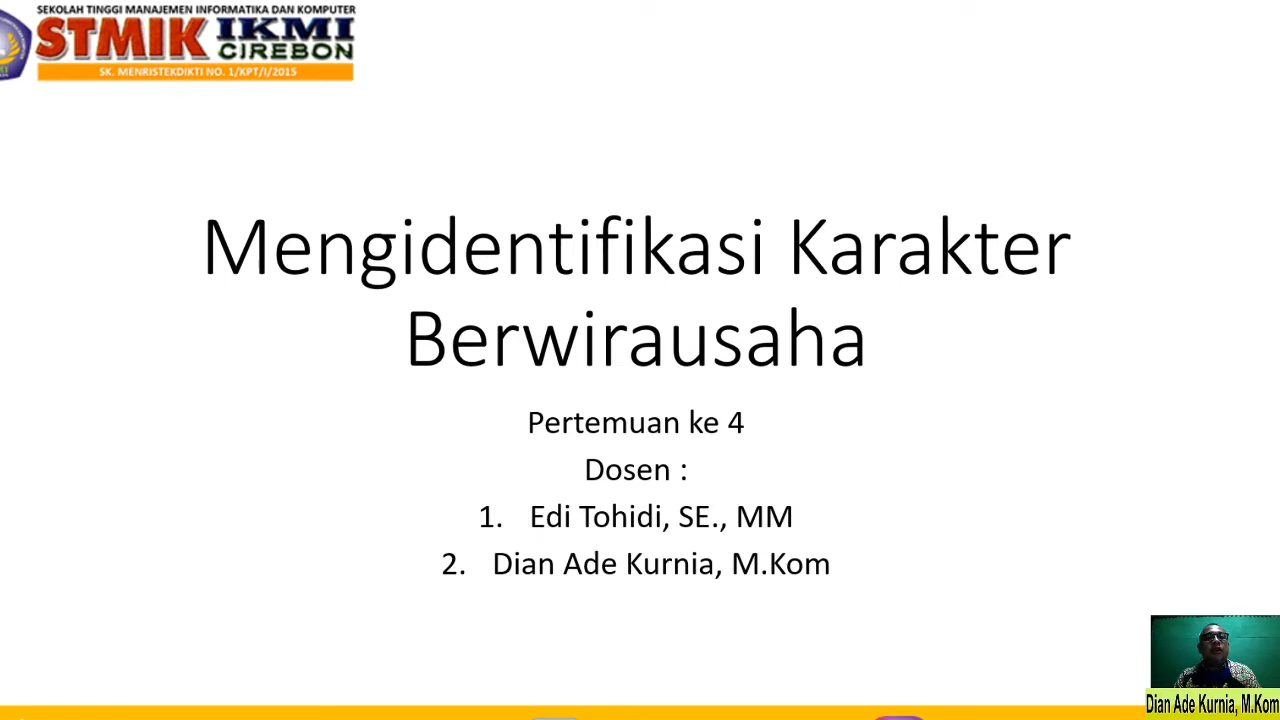 SEKOLAH TINGGI MANAJEMEN INFORMATIKA DAN KOMPUTER
STMIK IKMI
CIREBON
SK. MENRISTEKDIKTI NO. 1/KPT/I/2015
Mengidentifikasi Karakter
Berwirausaha
Pertemuan ke 4
Dosen :
1. Edi Tohidi, SE., MM
2. Dian Ade Kurnia, M.Kom
Dian Ade Kurnia, M.Kom